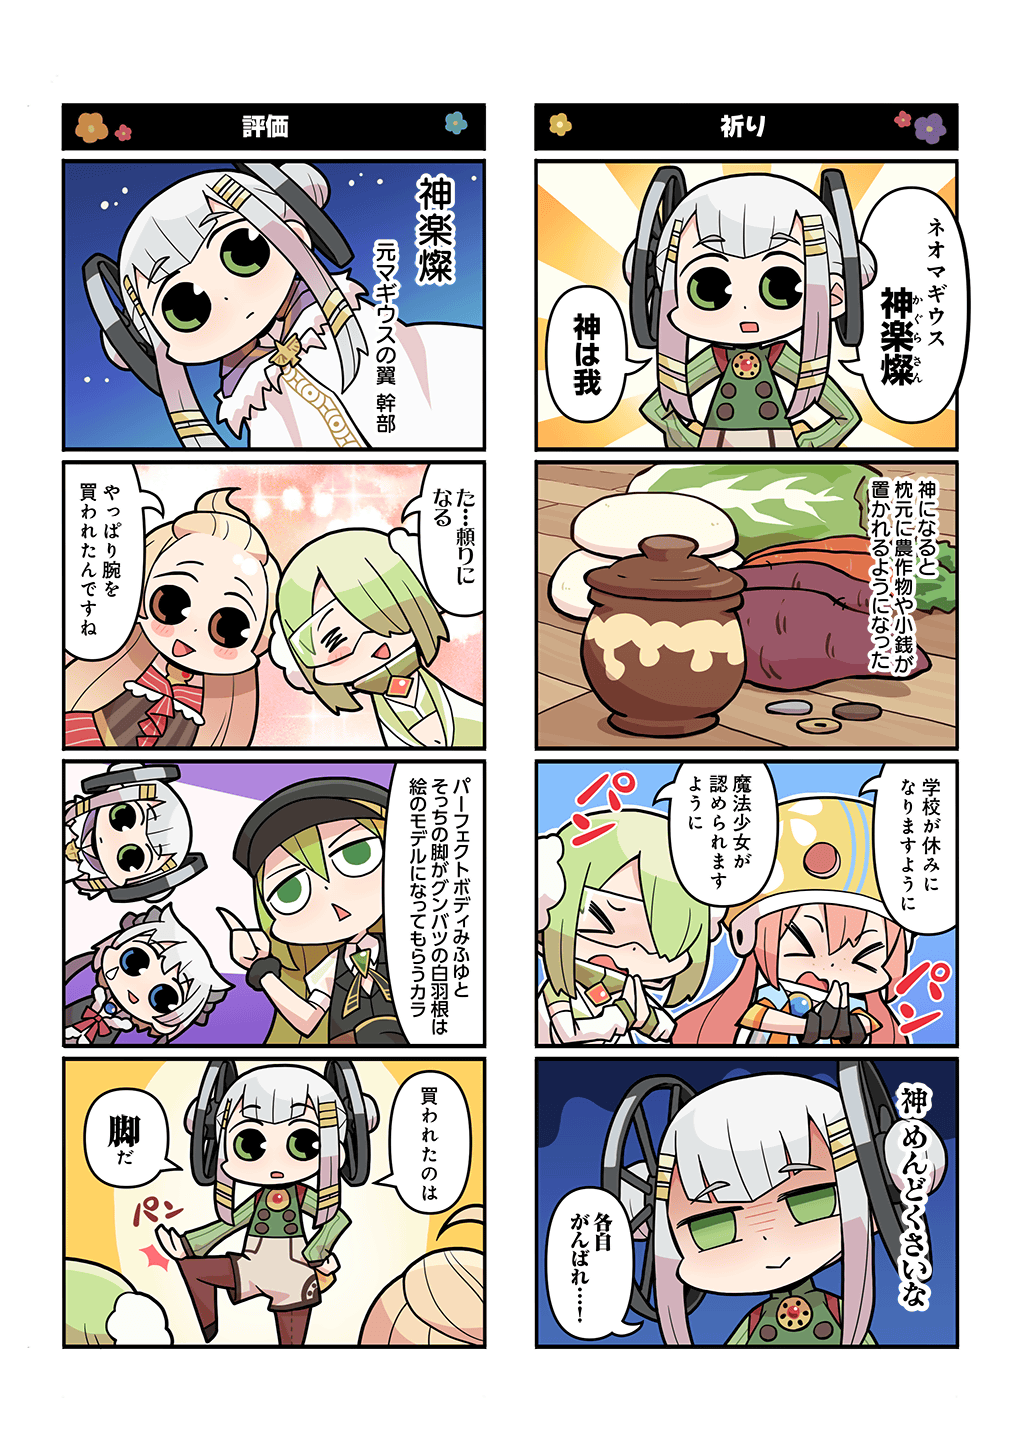 祈り
ネオマギウス
神楽燦
かぐらさん
神は我
神になると
枕元に農作物や小銭が
置かれるようになった
学校が休みに
なりますように
パン
魔法少女が
認められます
ように
パン
神めんどくさいな
各自
がんばれ…！
評価
神楽燦
元マギウスの翼 幹部
た…頼りに
なる
やっぱり腕を
買われたんですね
パーフェクトボディみふゆと
そっちの脚がグンバツの白羽根は
絵のモデルになってもらうカラ
買われたのは
脚だ
パン